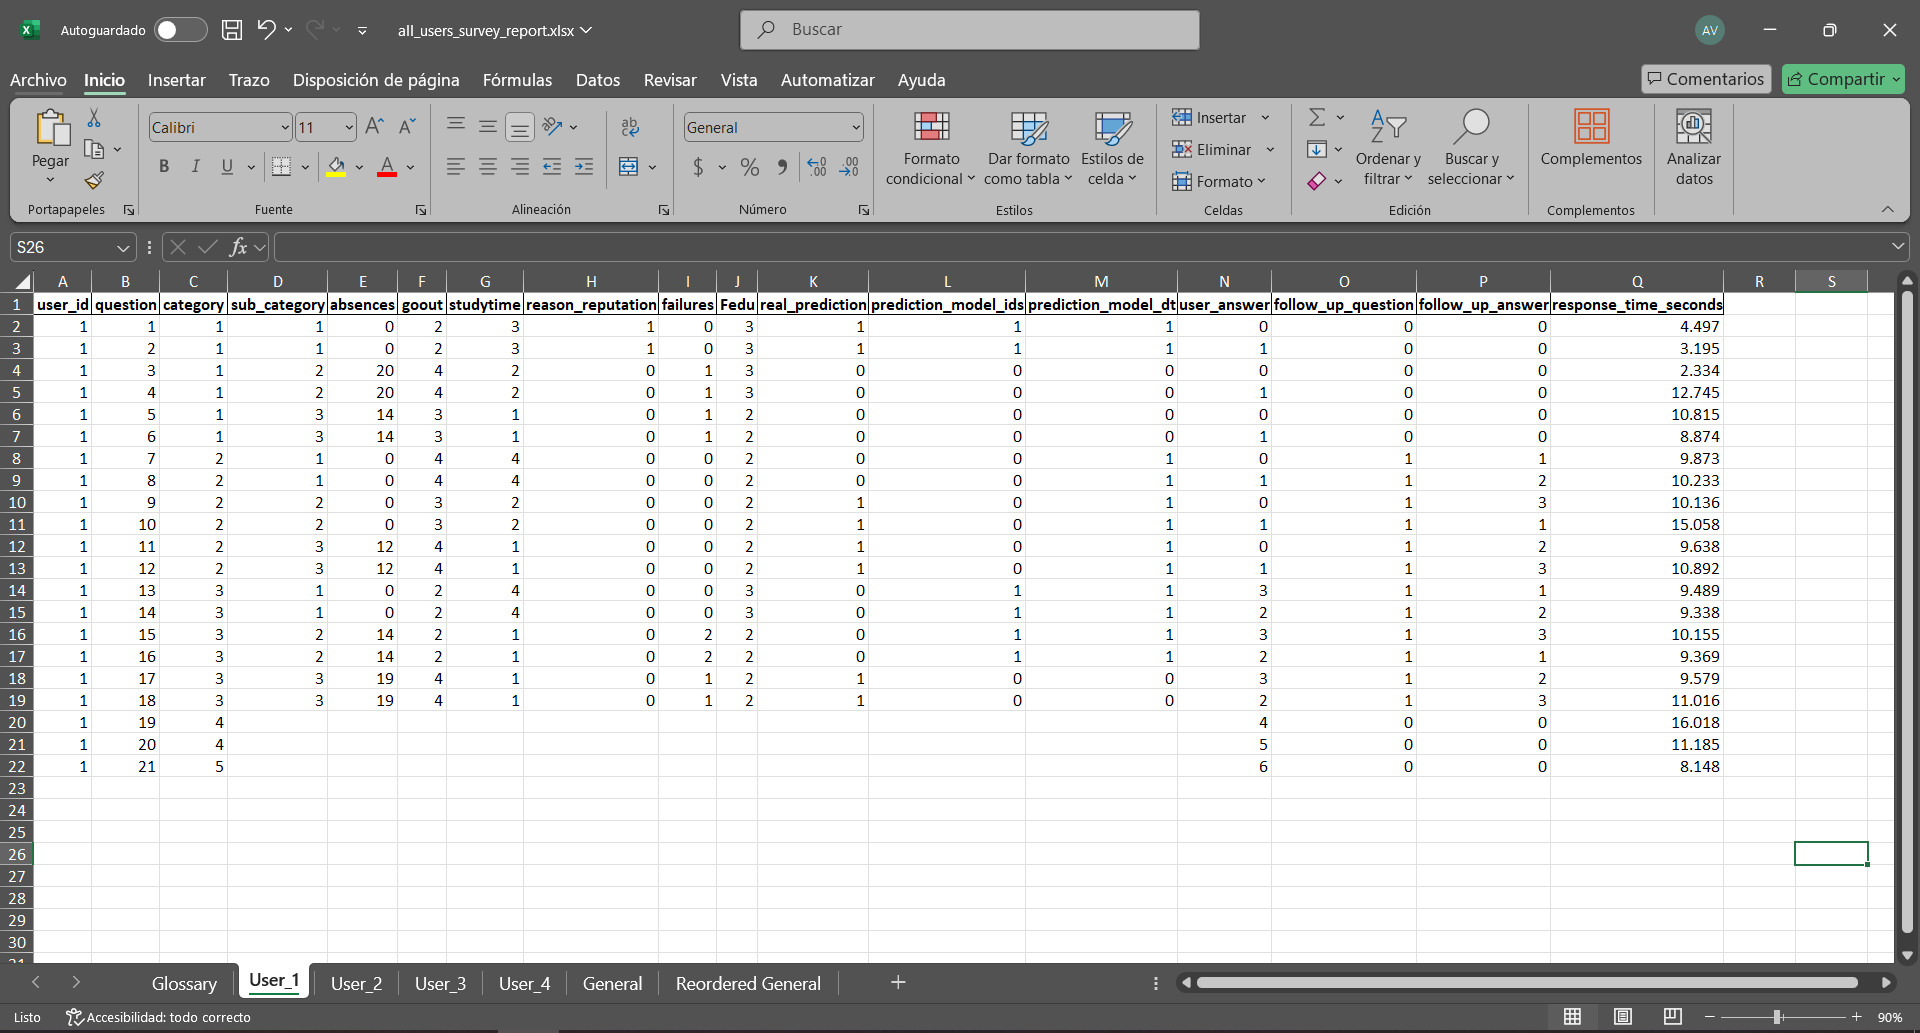 Autoguardado
all_users_survey_report.xlsx
Buscar
AV
Archivo Inicio Insertar Trazo Disposición de página Fórmulas Datos Revisar Vista Automatizar Ayuda
Comentarios Compartir
Pegar
Portapapeles
Calibri 11
N I S
Fuente
Alineación
General
$ % 000
Número
Formato condicional
Dar formato como tabla
Estilos de celda
Estilos
Insertar
Eliminar
Formato
Celdas
Ordenar y filtrar
Buscar y seleccionar
Edición
Complementos
Complementos
Analizar datos
S26
fx
A B C D E F G H I J K L M N O P Q R S
1 user_id question category sub_category absences goout studytime reason_reputation failures Fedu real_prediction prediction_model_ids prediction_model_dt user_answer follow_up_question follow_up_answer response_time_seconds
2 1 1 1 1 0 2 3 1 0 3 1 1 1 0 0 0 4.497
3 1 2 1 1 0 2 3 1 0 3 1 1 1 1 0 0 3.195
4 1 3 1 2 20 4 2 0 1 3 0 0 0 0 0 0 2.334
5 1 4 1 2 20 4 2 0 1 3 0 0 0 1 0 0 12.745
6 1 5 1 3 14 3 1 0 1 2 0 0 0 0 0 0 10.815
7 1 6 1 3 14 3 1 0 1 2 0 0 0 1 0 0 8.874
8 1 7 2 1 0 4 4 0 0 2 0 0 1 0 1 1 9.873
9 1 8 2 1 0 4 4 0 0 2 0 0 1 1 1 2 10.233
10 1 9 2 2 0 3 2 0 0 2 1 0 1 0 1 3 10.136
11 1 10 2 2 0 3 2 0 0 2 1 0 1 1 1 1 15.058
12 1 11 2 3 12 4 1 0 0 2 1 0 1 0 1 2 9.638
13 1 12 2 3 12 4 1 0 0 2 1 0 1 1 1 3 10.892
14 1 13 3 1 0 2 4 0 0 3 0 1 1 3 1 1 9.489
15 1 14 3 1 0 2 4 0 0 3 0 1 1 2 1 2 9.338
16 1 15 3 2 14 2 1 0 2 2 0 1 1 3 1 3 10.155
17 1 16 3 2 14 2 1 0 2 2 0 1 1 2 1 1 9.369
18 1 17 3 3 19 4 1 0 1 2 1 0 0 3 1 2 9.579
19 1 18 3 3 19 4 1 0 1 2 1 0 0 2 1 3 11.016
20 1 19 4 4 0 0 16.018
21 1 20 4 5 0 0 11.185
22 1 21 5 6 0 0 8.148
23
24
25
26
27
28
29
30
Glossary User_1 User_2 User_3 User_4 General Reordered General
Listo Accesibilidad: todo correcto 90%